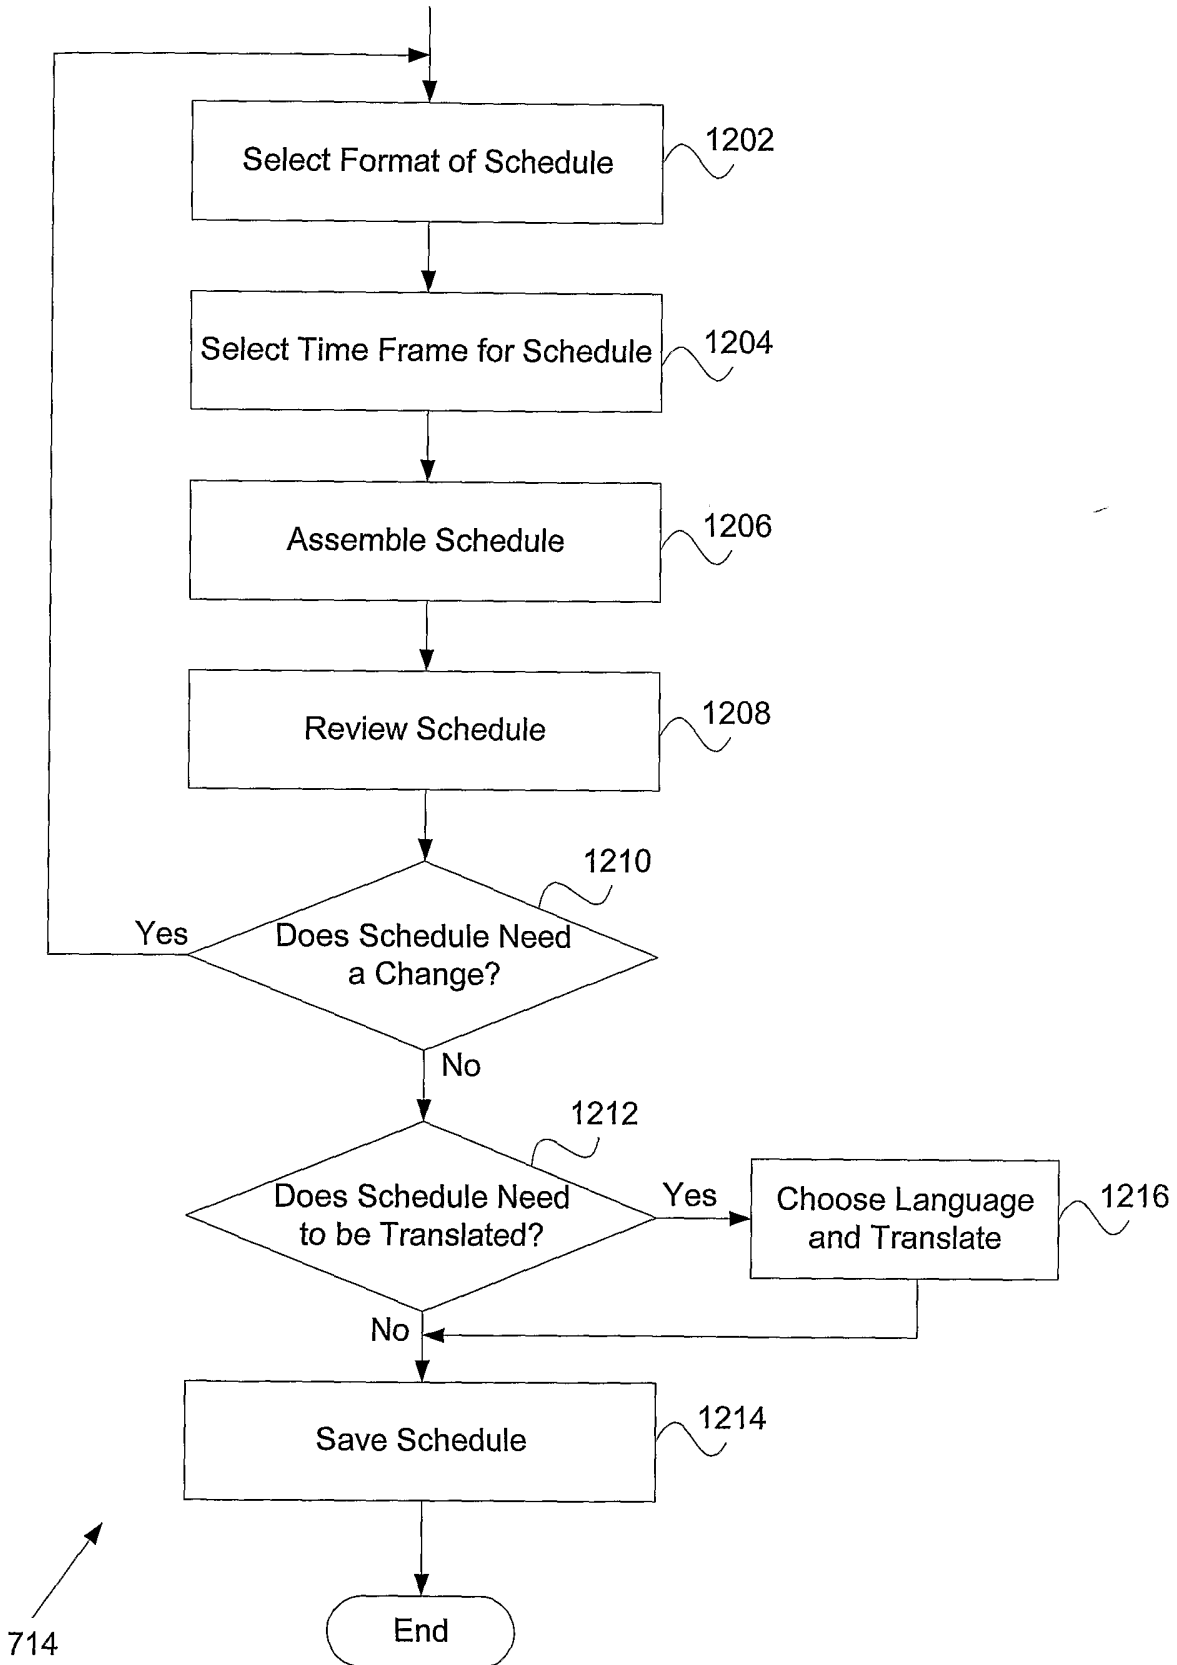 Select Format of Schedule
1202
Select Time Frame for Schedule
1204
Assemble Schedule
1206
Review Schedule
1208
1210
Yes
Does Schedule Need
a Change?
No
1212
Does Schedule Need
to be Translated?
Yes
Choose Language
and Translate
1216
No
Save Schedule
1214
End
714